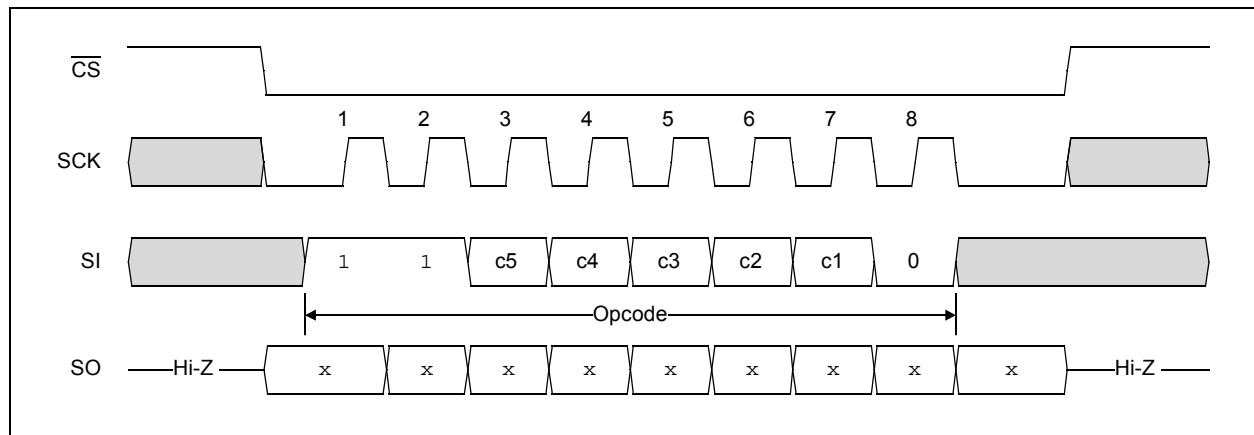 CS
1 2 3 4 5 6 7 8
SCK
SI 1 1 c5 c4 c3 c2 c1 0
Opcode
SO Hi-Z x x x x x x x x x Hi-Z